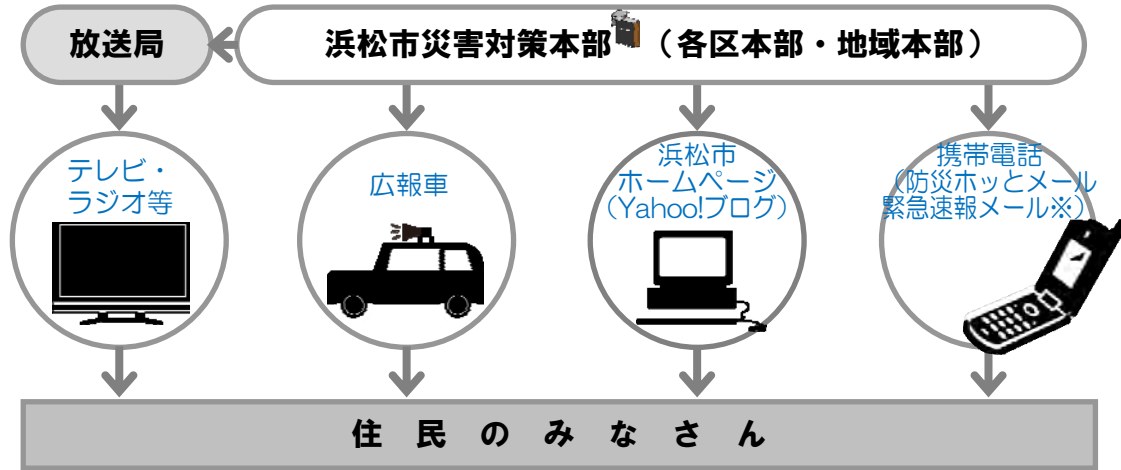 放送局
浜松市災害対策本部 (各区本部・地域本部)
テレビ・
ラジオ等
広報車
浜松市
ホームページ
(Yahoo!ブログ)
携帯電話
(防災ホッとメール
緊急速報メール※)
住民のみなさん